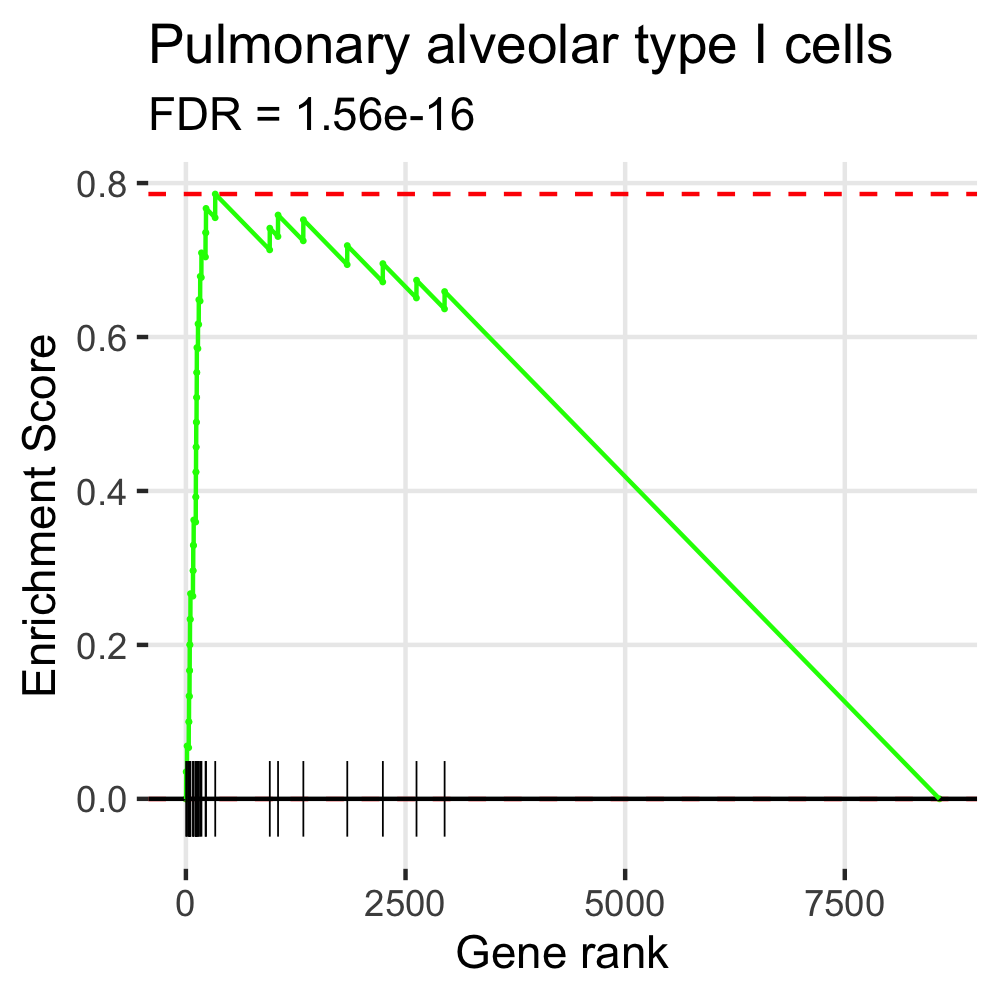 Pulmonary alveolar type I cells
FDR = 1.56e-16
Enrichment Score
0.8
0.6
0.4
0.2
0.0
0
2500
5000
7500
Gene rank